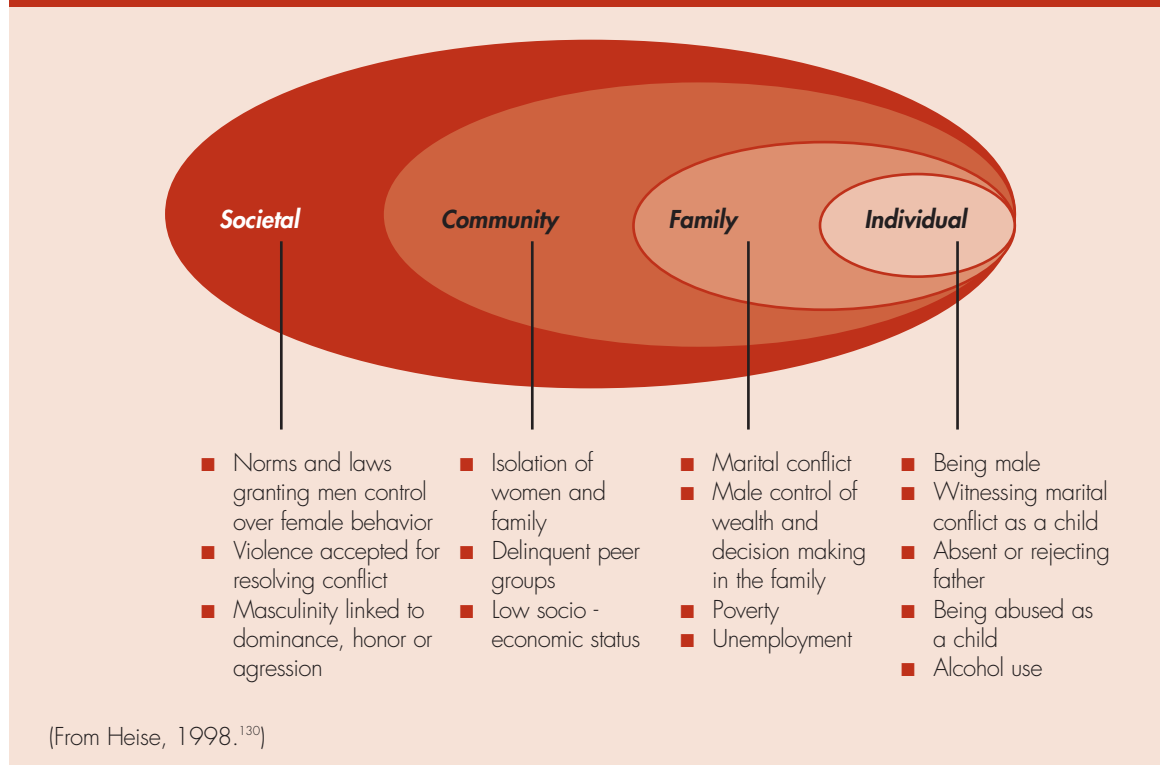 Societal
Community
Family
Individual
■ Norms and laws
granting men control
over female behavior
■ Violence accepted for
resolving conflict
■ Masculinity linked to
dominance, honor or
agression
■ Isolation of
women and
family
■ Delinquent peer
groups
■ Low socio -
economic status
■ Marital conflict
■ Male control of
wealth and
decision making
in the family
■ Poverty
■ Unemployment
■ Being male
■ Witnessing marital
conflict as a child
■ Absent or rejecting
father
■ Being abused as
a child
■ Alcohol use
(From Heise, 1998.¹³⁰)